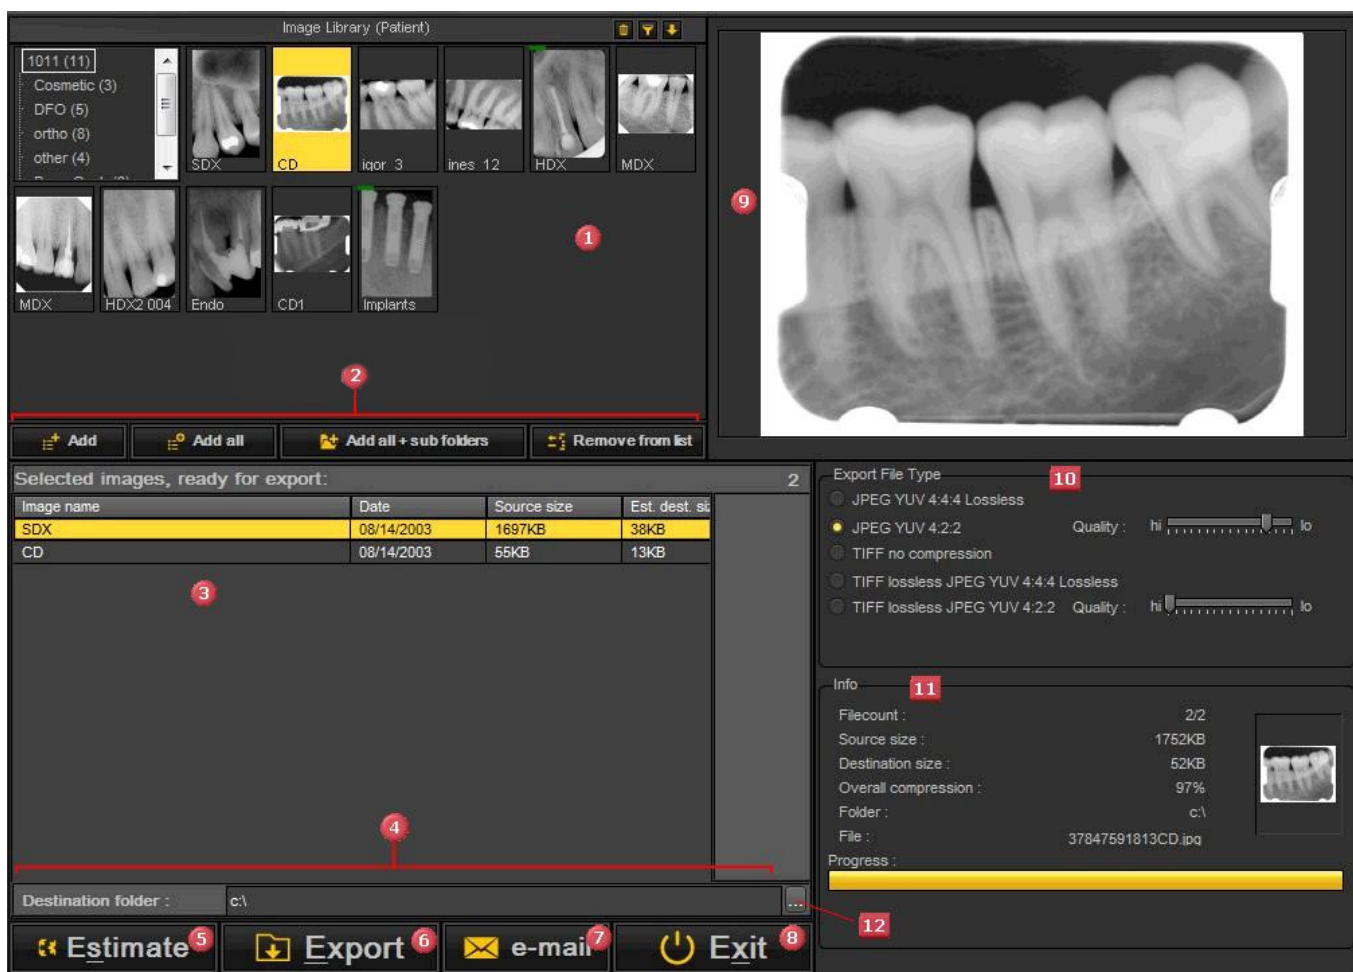 Image Library (Patient)
1011 (11)
Cosmetic (3)
DFO (5)
ortho (8)
other (4)
SDX
CD
igor_3
ines_12
HDX
MDX
9
1
MDX
HDX2 004
Endo
CD1
Implants
2
Add
Add all
Add all + sub folders
Remove from list
Selected images, ready for export: 2
Image name Date Source size Est. dest. siz
SDX 08/14/2003 1697KB 38KB
CD 08/14/2003 55KB 13KB
3
4
Destination folder : c:\ ...
Estimate 5
Export 6
e-mail 7
Exit 8
Export File Type 10
JPEG YUV 4:4:4 Lossless
JPEG YUV 4:2:2 Quality : hi lo
TIFF no compression
TIFF lossless JPEG YUV 4:4:4 Lossless
TIFF lossless JPEG YUV 4:2:2 Quality : hi lo
Info 11
Filecount : 2/2
Source size : 1752KB
Destination size : 52KB
Overall compression : 97%
Folder : c:\
File : 37847591813CD.jpg
Progress :
12